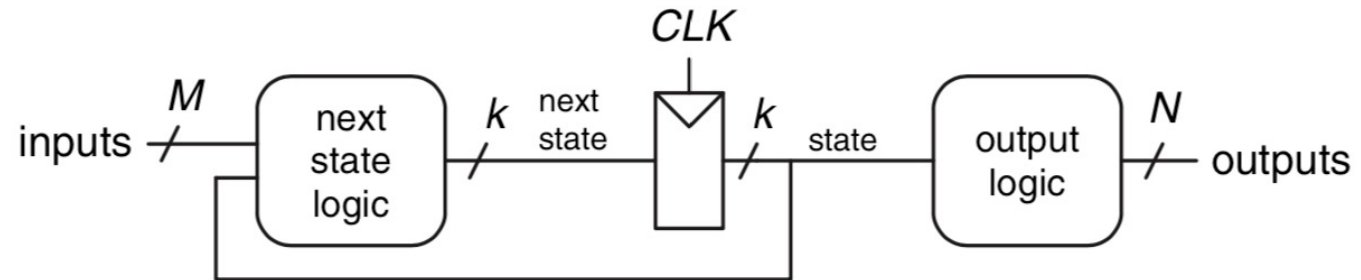 CLK
inputs
M
next
state
logic
k
next
state
k
state
output
logic
N
outputs